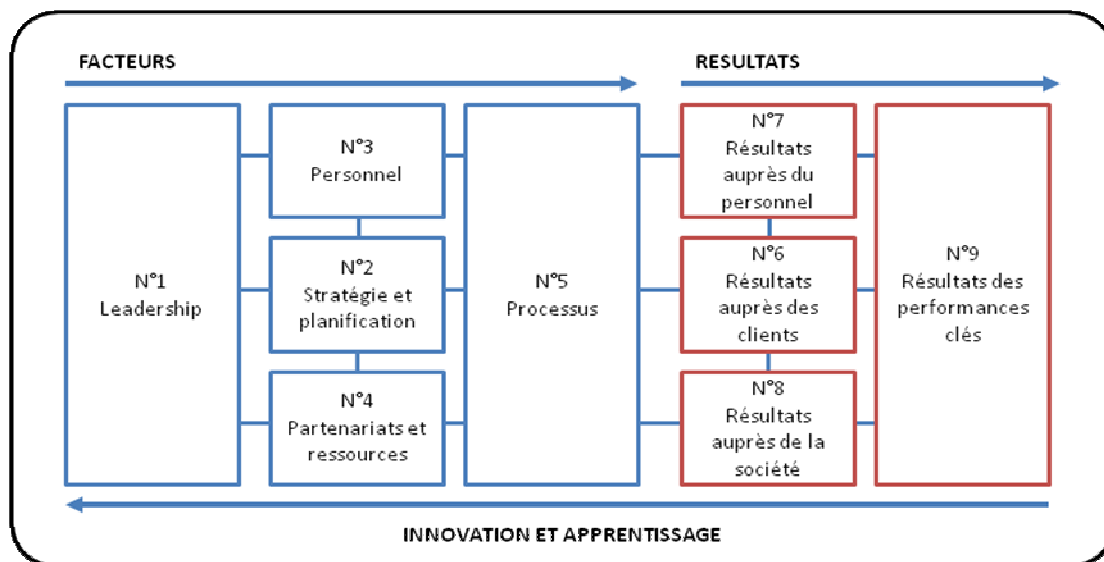 FACTEURS
RESULTATS
N°1
Leadership
N°3
Personnel
N°2
Stratégie et
planification
N°4
Partenariats et
ressources
N°5
Processus
N°7
Résultats
auprès du
personnel
N°6
Résultats
auprès des
clients
N°8
Résultats
auprès de la
société
N°9
Résultats des
performances
clés
INNOVATION ET APPRENTISSAGE